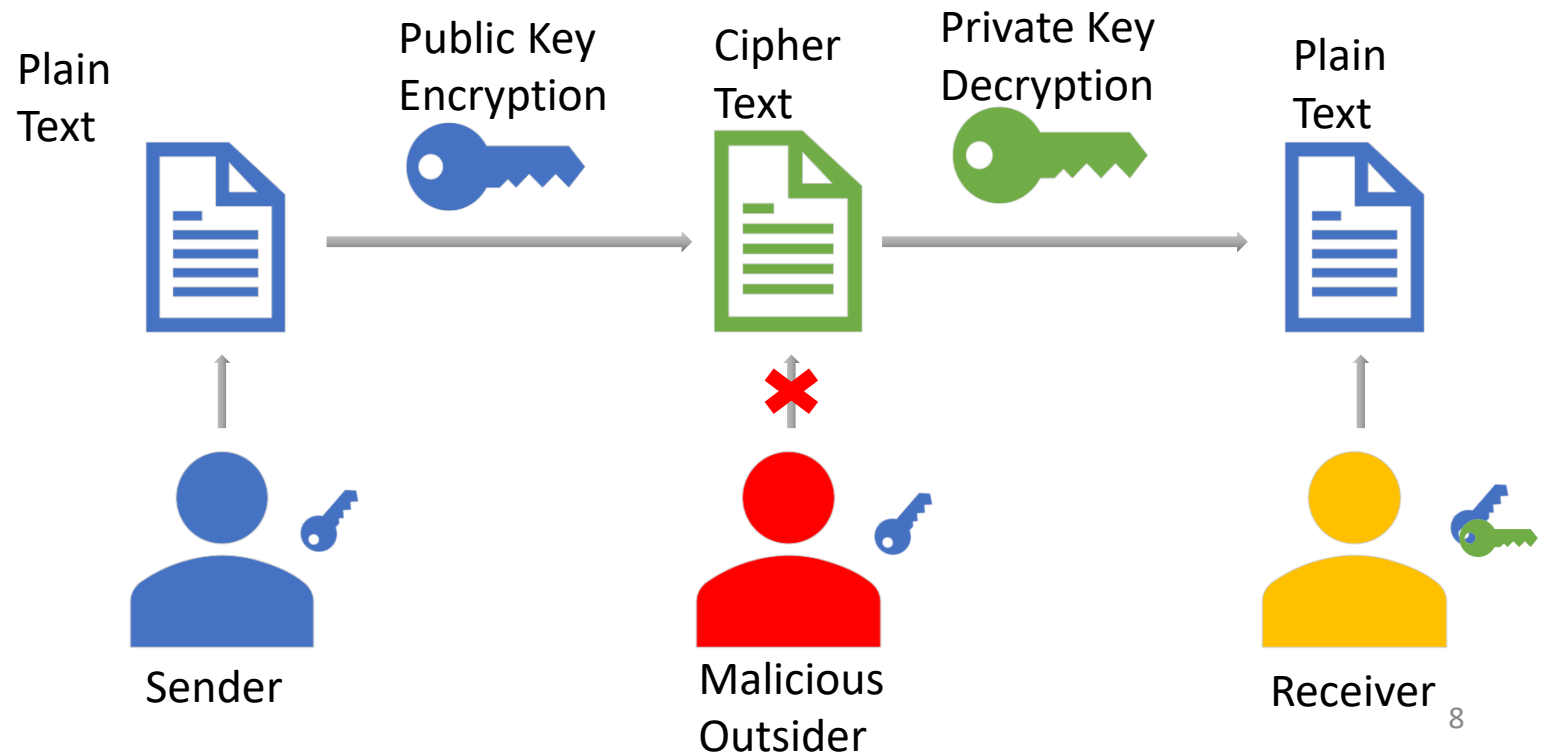 Plain
Text
Public Key
Encryption
Cipher
Text
Private Key
Decryption
Plain
Text
Sender
Malicious
Outsider
Receiver
8